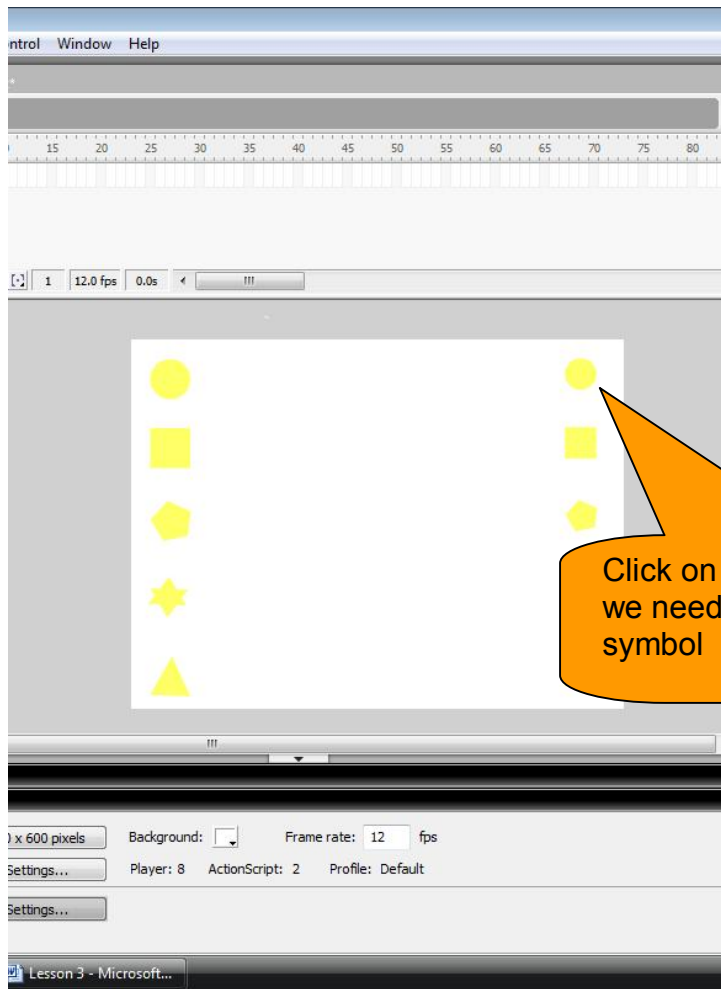 ntrol Window Help
15 20 25 30 35 40 45 50 55 60 65 70 75 80
1 12.0 fps 0.0s
Click on
we need
symbol
x 600 pixels Background: Frame rate: 12 fps
Settings... Player: 8 ActionScript: 2 Profile: Default
Settings...
Lesson 3 - Microsoft...